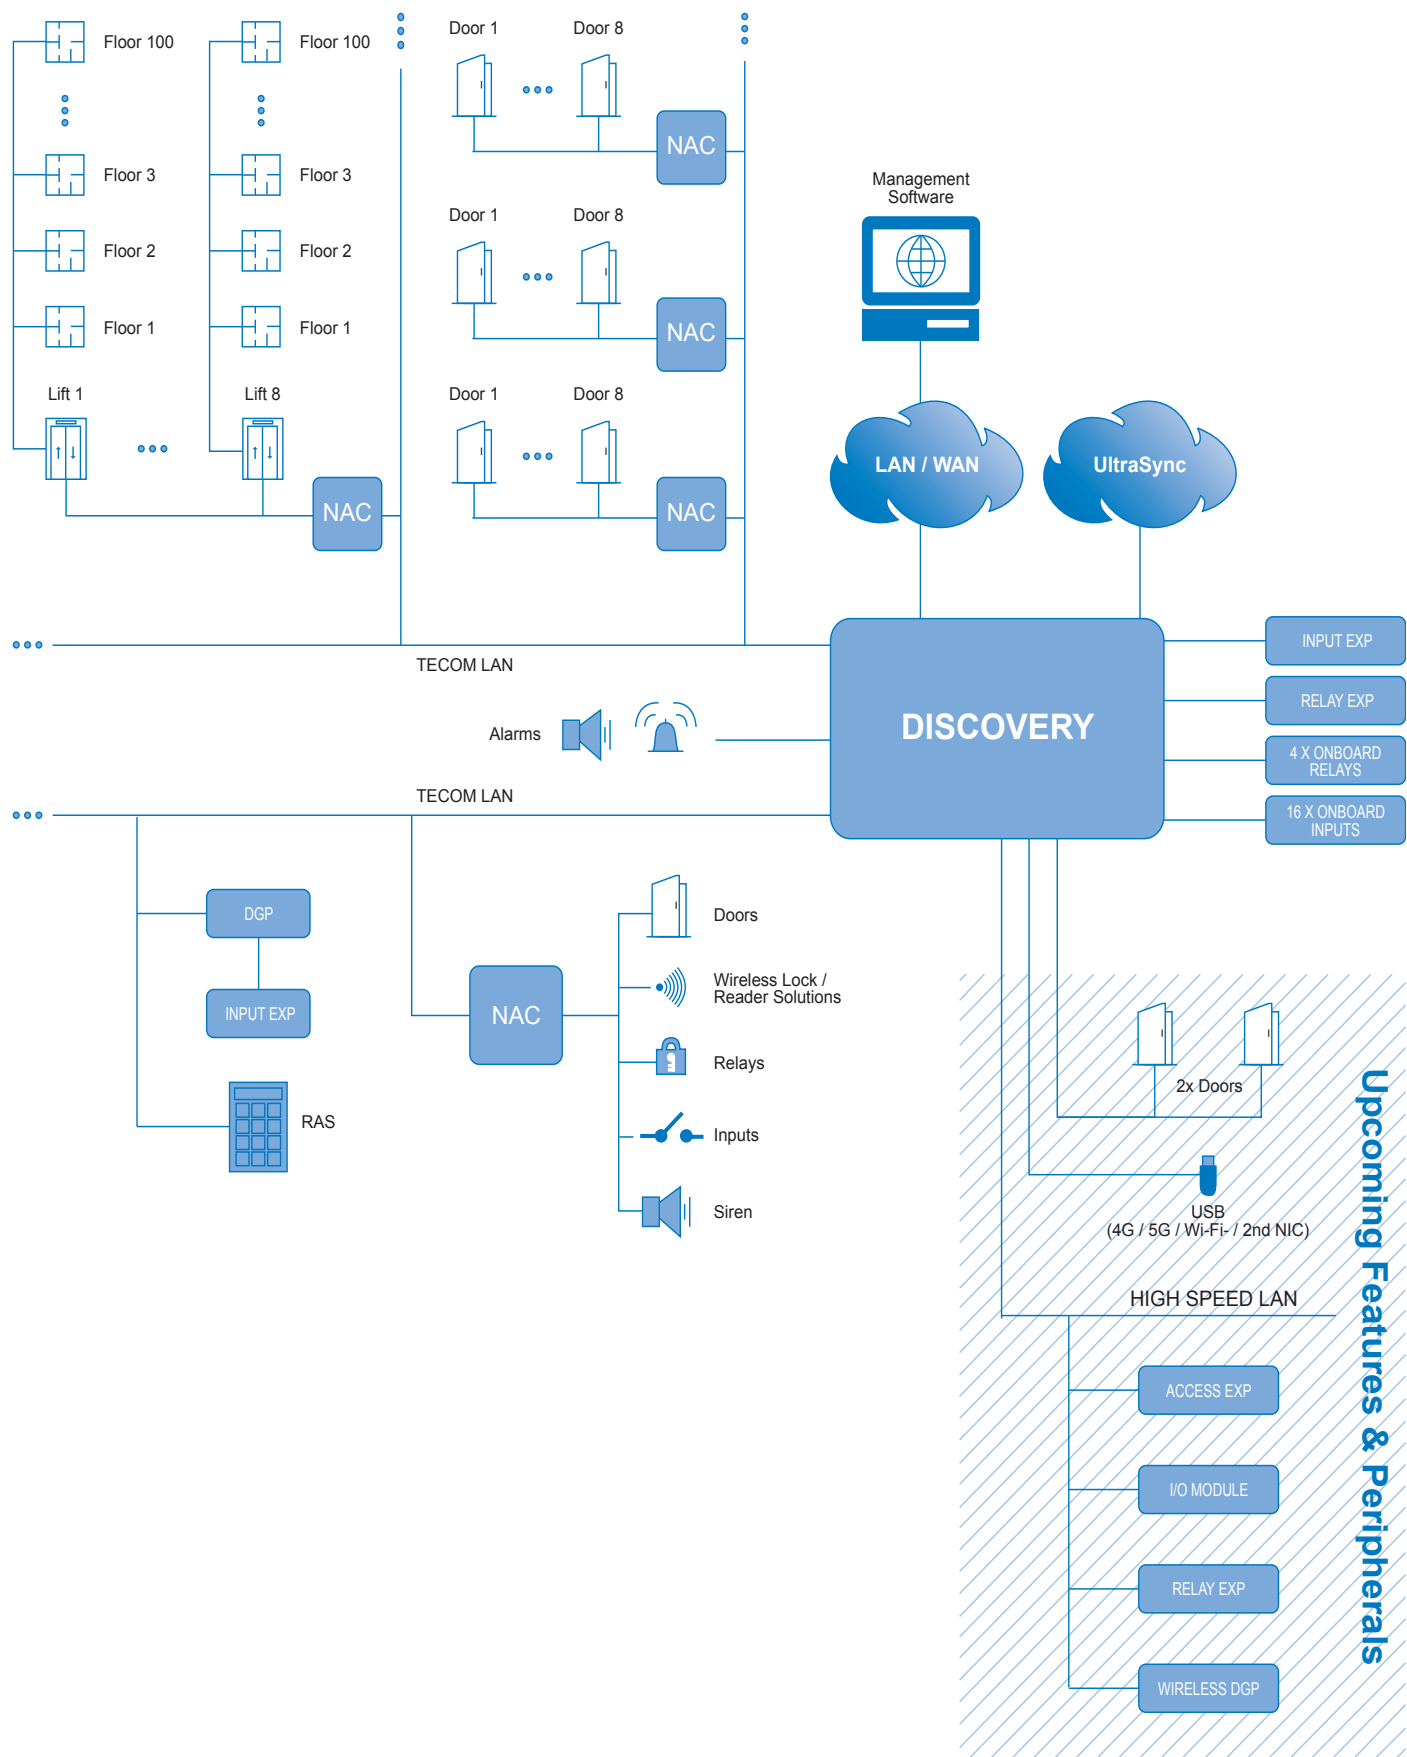 Floor 100
Floor 100
Door 1
Door 8
NAC
Floor 3
Floor 3
Management
Software
Door 1
Door 8
Floor 2
Floor 2
Floor 1
Floor 1
NAC
Lift 1
Lift 8
Door 1
Door 8
LAN / WAN
UltraSync
NAC
NAC
TECOM LAN
INPUT EXP
RELAY EXP
DISCOVERY
Alarms
4 X ONBOARD
RELAYS
TECOM LAN
16 X ONBOARD
INPUTS
DGP
Doors
Wireless Lock /
Reader Solutions
INPUT EXP
NAC
Relays
2x Doors
RAS
Inputs
Siren
USB
(4G / 5G / Wi-Fi- / 2nd NIC)
HIGH SPEED LAN
Upcoming Features & Peripherals
ACCESS EXP
I/O MODULE
RELAY EXP
WIRELESS DGP